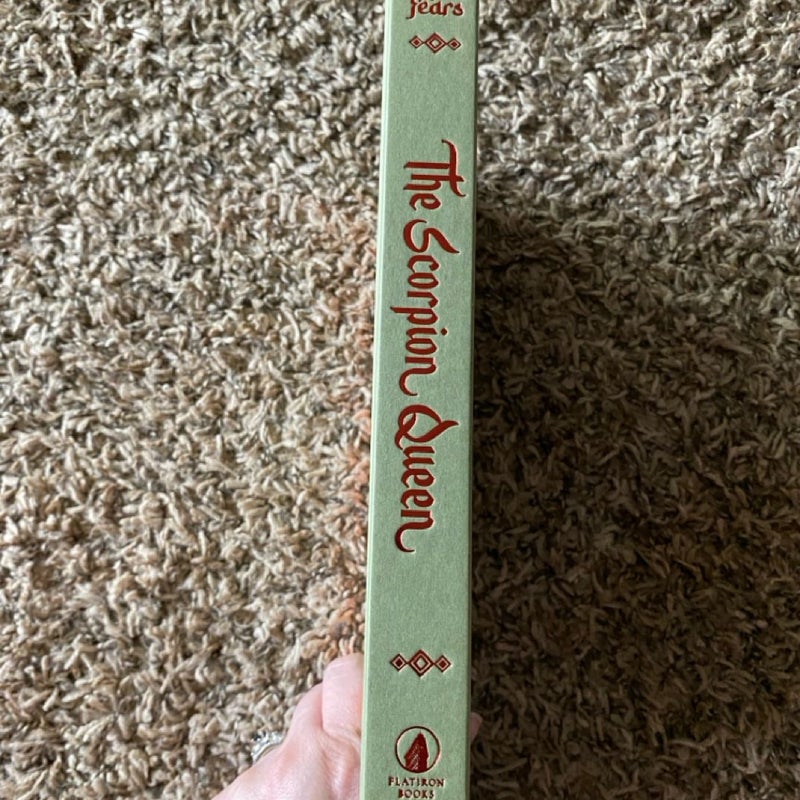 fears
The Scorpion Queen
FLATIRON
BOOKS